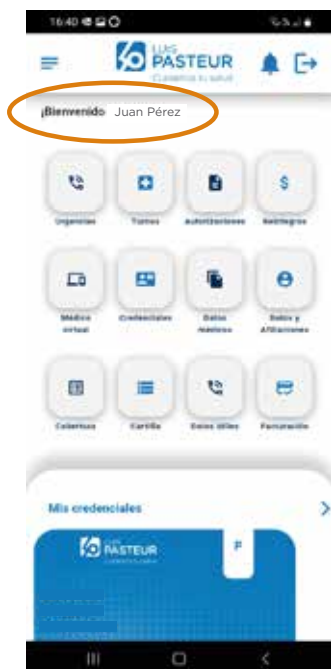 16:40
LUIS
PASTEUR
Cuidamos tu salud
¡Bienvenido Juan Pérez
Urgencias Turnos Autorizaciones Reintegros
Médico Credenciales Datos Datos y
virtual médicos Afiliaciones
Cobertura Cartilla Datos útiles Facturación
Mis credenciales
LUIS
PASTEUR P